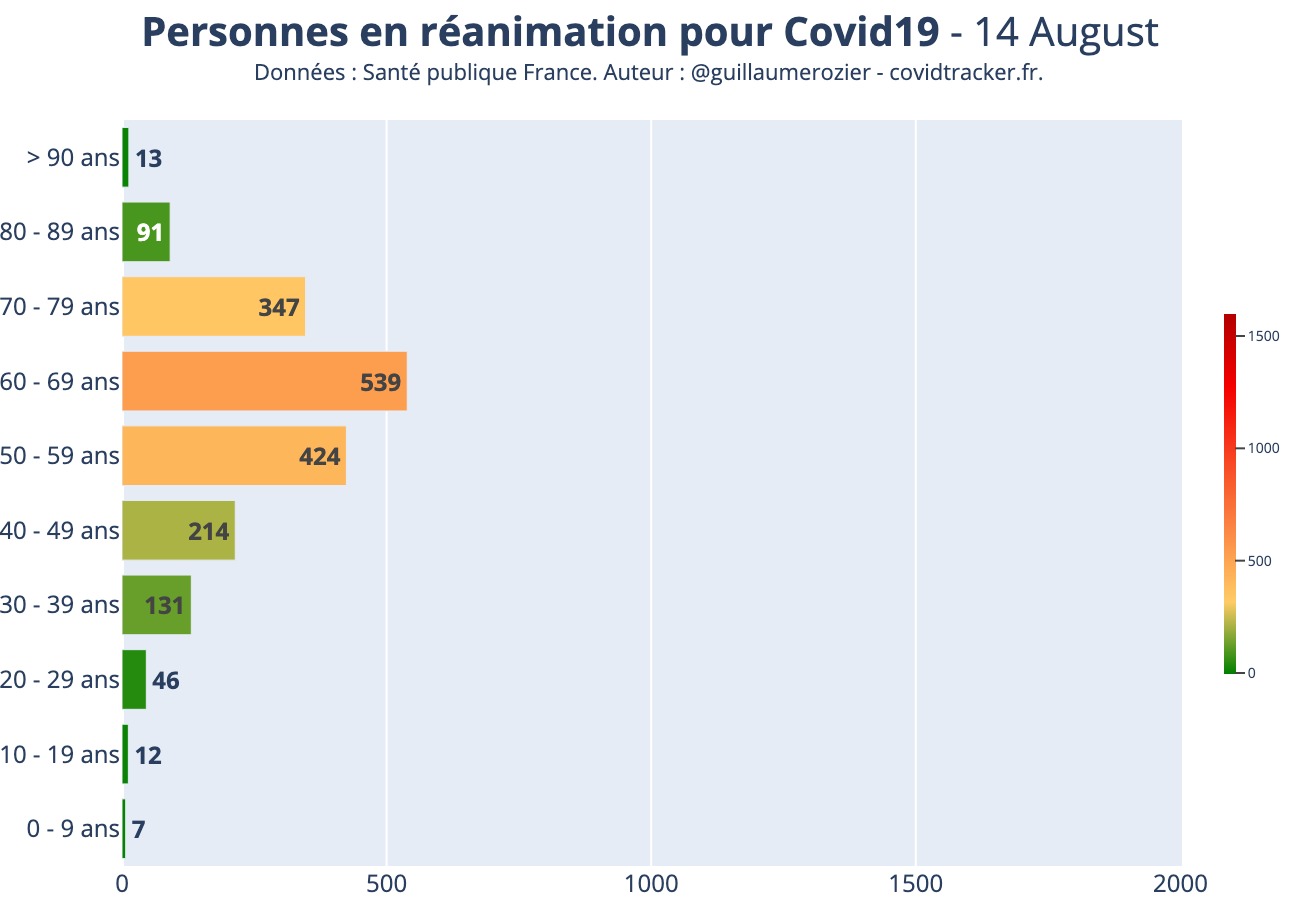 Personnes en réanimation pour Covid19 - 14 August
Données : Santé publique France. Auteur : @guillaumerozier - covidtracker.fr.
> 90 ans 13
80 - 89 ans 91
70 - 79 ans 347
60 - 69 ans 539
50 - 59 ans 424
40 - 49 ans 214
30 - 39 ans 131
20 - 29 ans 46
10 - 19 ans 12
0 - 9 ans 7
0 500 1000 1500 2000
1500
1000
500
0